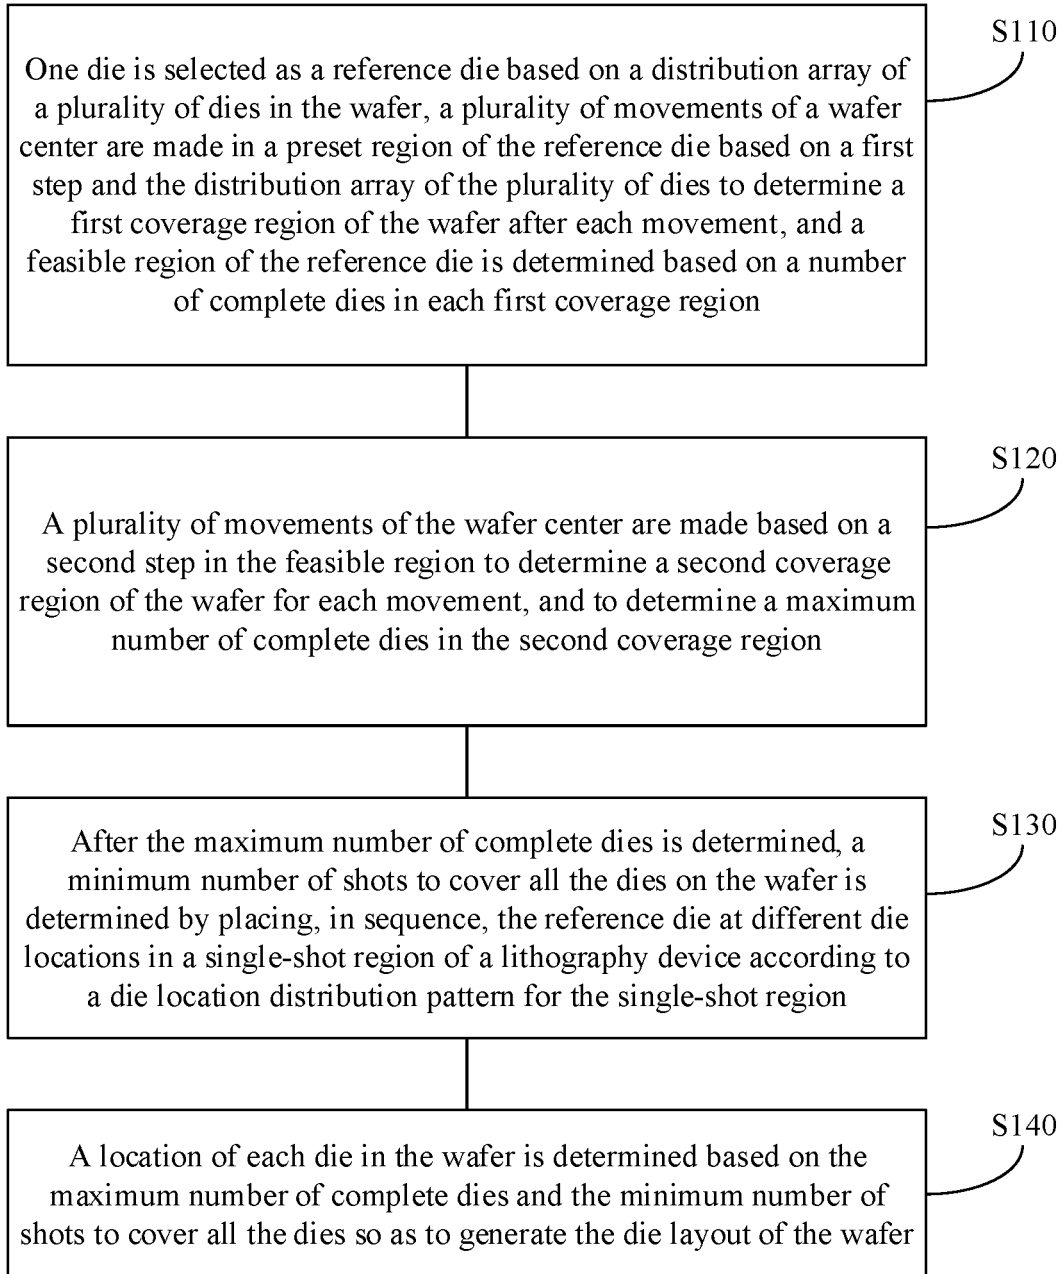 S110
One die is selected as a reference die based on a distribution array of
a plurality of dies in the wafer, a plurality of movements of a wafer
center are made in a preset region of the reference die based on a first
step and the distribution array of the plurality of dies to determine a
first coverage region of the wafer after each movement, and a
feasible region of the reference die is determined based on a number
of complete dies in each first coverage region
S120
A plurality of movements of the wafer center are made based on a
second step in the feasible region to determine a second coverage
region of the wafer for each movement, and to determine a maximum
number of complete dies in the second coverage region
S130
After the maximum number of complete dies is determined, a
minimum number of shots to cover all the dies on the wafer is
determined by placing, in sequence, the reference die at different die
locations in a single-shot region of a lithography device according to
a die location distribution pattern for the single-shot region
S140
A location of each die in the wafer is determined based on the
maximum number of complete dies and the minimum number of
shots to cover all the dies so as to generate the die layout of the wafer